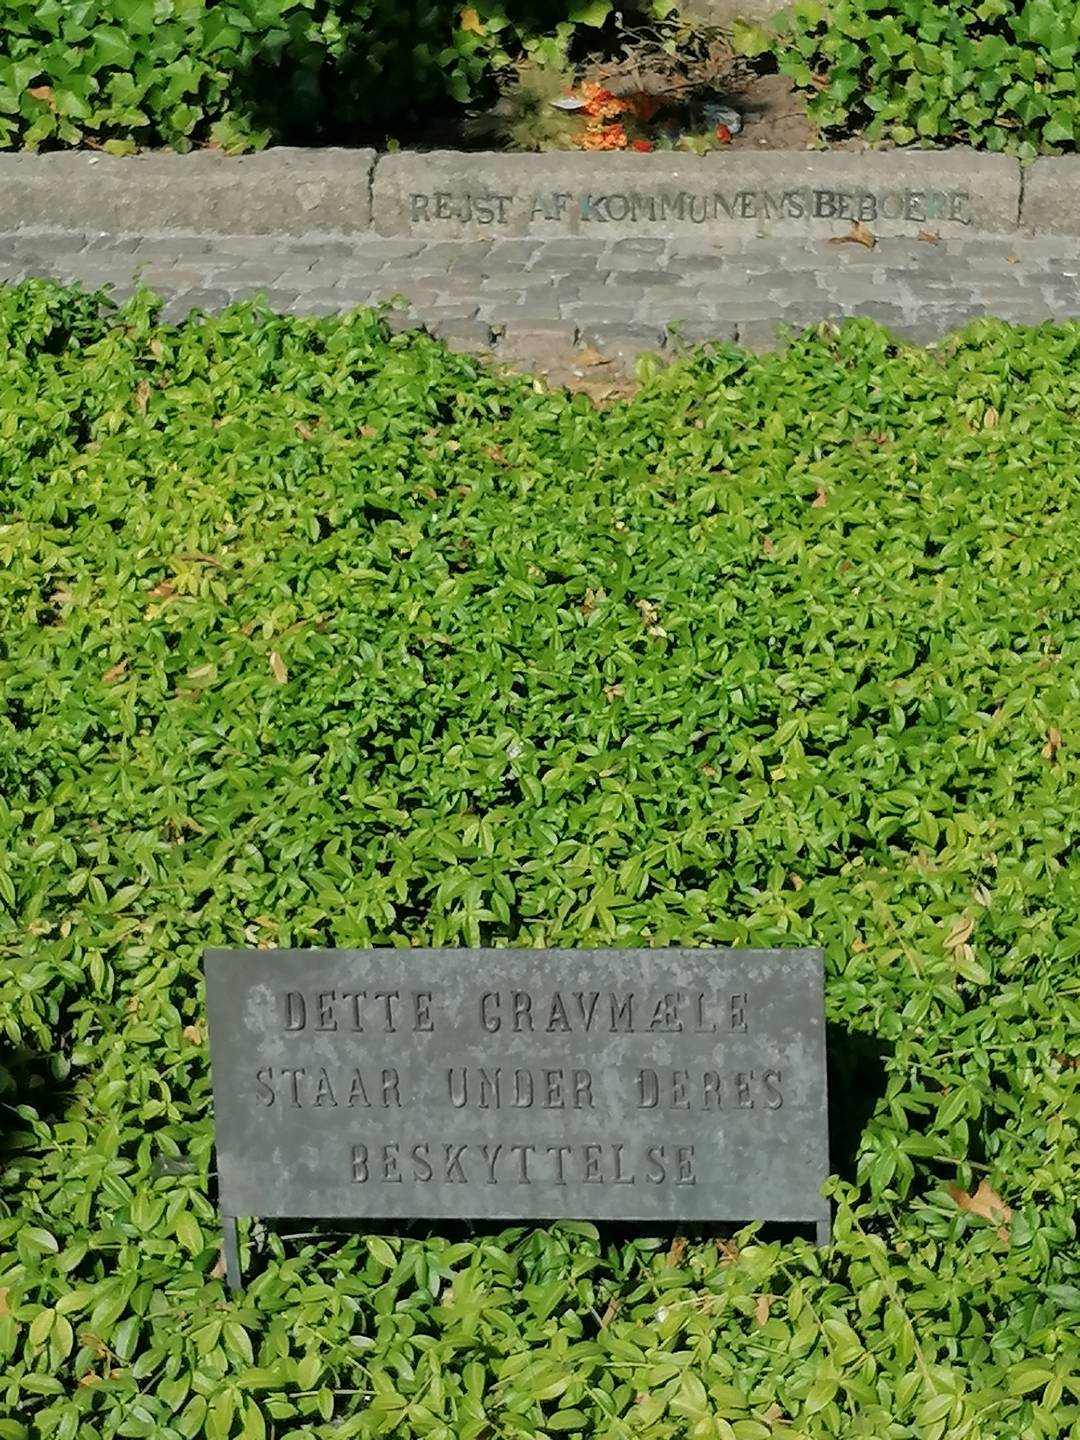 REJST AF KOMMUNENS BEBOERE
DETTE GRAVMÆLE
STAAR UNDER DERES
BESKYTTELSE